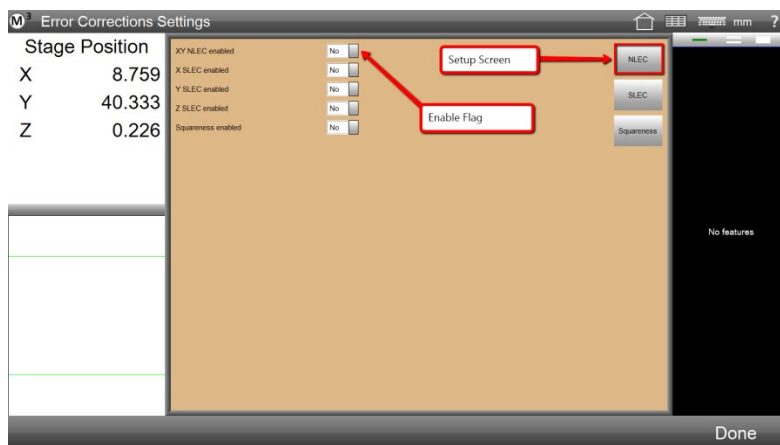 M³ Error Corrections Settings
mm ?
Stage Position
X 8.759
Y 40.333
Z 0.226
XY NLEC enabled No
X SLEC enabled No
Y SLEC enabled No
Z SLEC enabled No
Squareness enabled No
Setup Screen
Enable Flag
NLEC
SLEC
Squareness
No features
Done